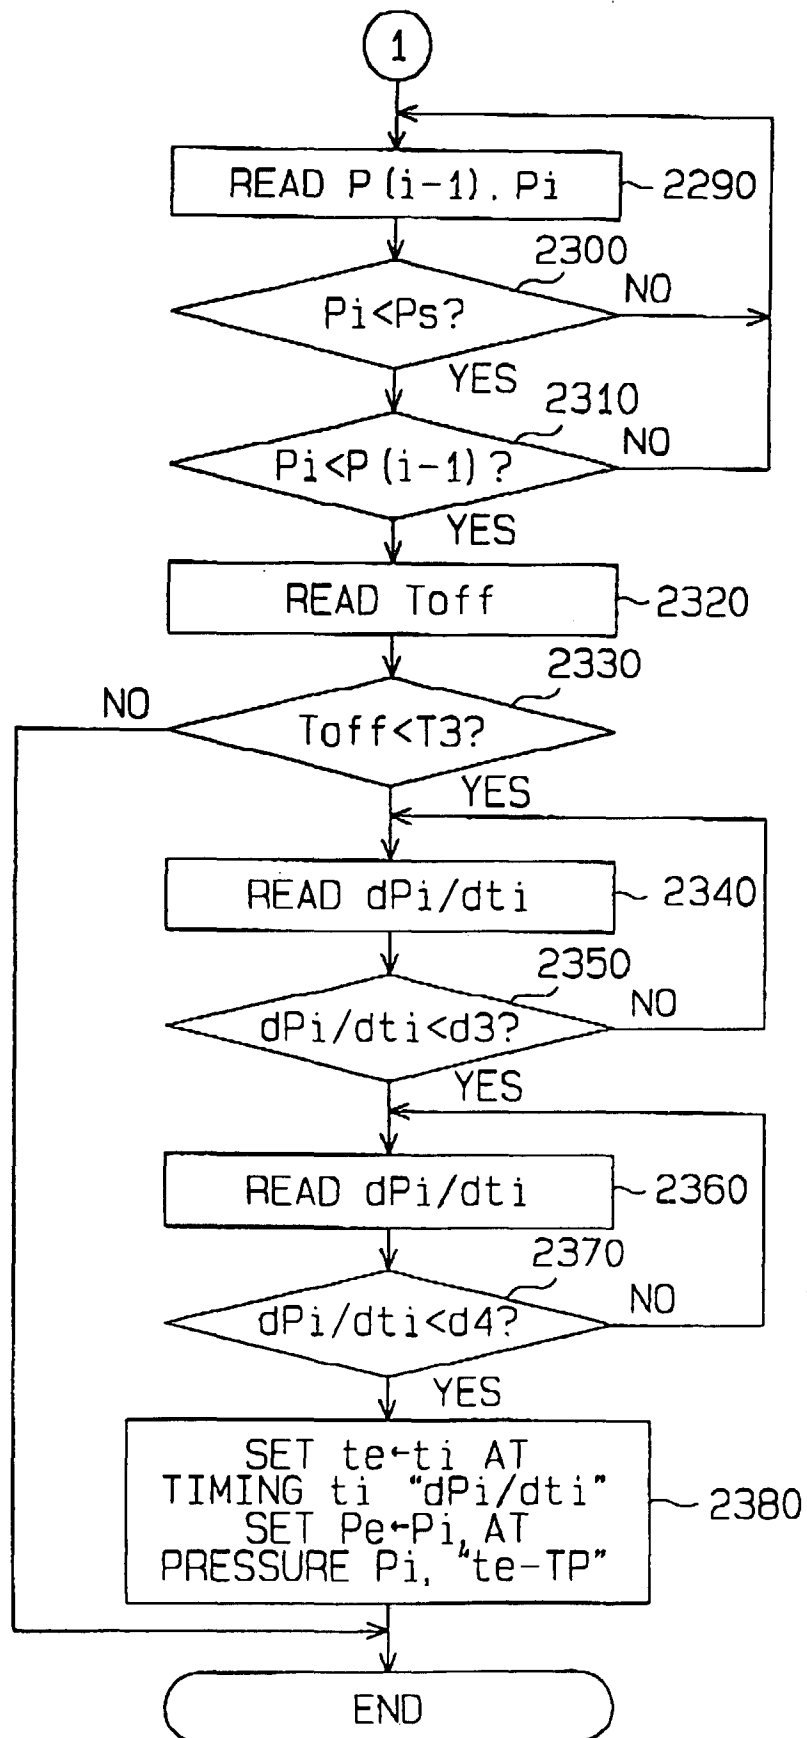 1
READ P(i-1). Pi
2290
2300
Pi<Ps?
NO
YES
2310
Pi<P(i-1)?
NO
YES
READ Toff
2320
2330
NO
Toff<T3?
YES
READ dPi/dti
2340
2350
dPi/dti<d3?
NO
YES
READ dPi/dti
2360
2370
dPi/dti<d4?
NO
YES
SET te←ti AT
TIMING ti "dPi/dti"
SET Pe←Pi, AT
PRESSURE Pi, "te-TP"
2380
END